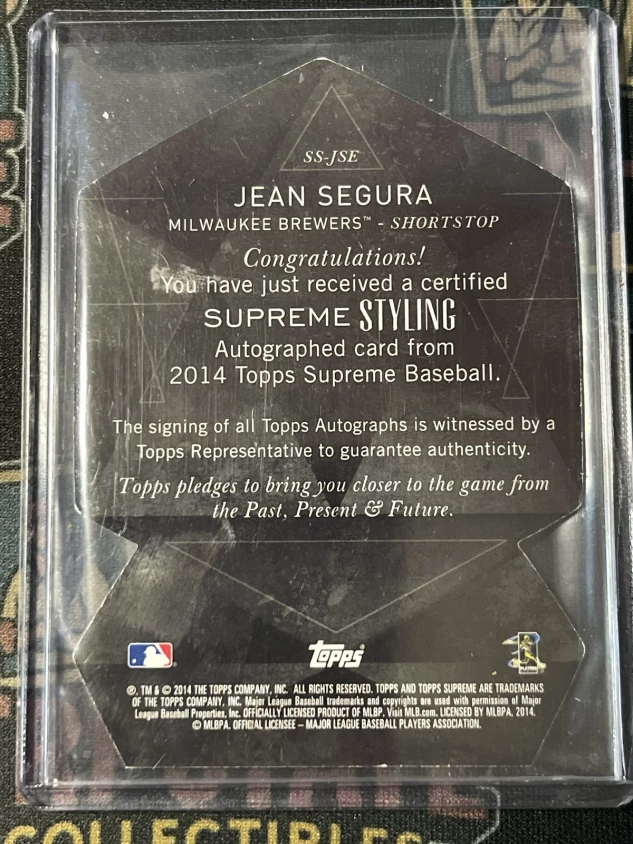 SS-JSE
JEAN SEGURA
MILWAUKEE BREWERS™ - SHORTSTOP
Congratulations!
You have just received a certified
SUPREME STYLING
Autographed card from
2014 Topps Supreme Baseball.
The signing of all Topps Autographs is witnessed by a
Topps Representative to guarantee authenticity.
Topps pledges to bring you closer to the game from
the Past, Present & Future.
topps
®, TM & © 2014 THE TOPPS COMPANY, INC. ALL RIGHTS RESERVED. TOPPS AND TOPPS SUPREME ARE TRADEMARKS
OF THE TOPPS COMPANY, INC. Major League Baseball trademarks and copyrights are used with permission of Major
League Baseball Properties, Inc. OFFICIALLY LICENSED PRODUCT OF MLBP. Visit MLB.com. LICENSED BY MLBPA, 2014.
© MLBPA. OFFICIAL LICENSEE – MAJOR LEAGUE BASEBALL PLAYERS ASSOCIATION.
COLLECTIBLES